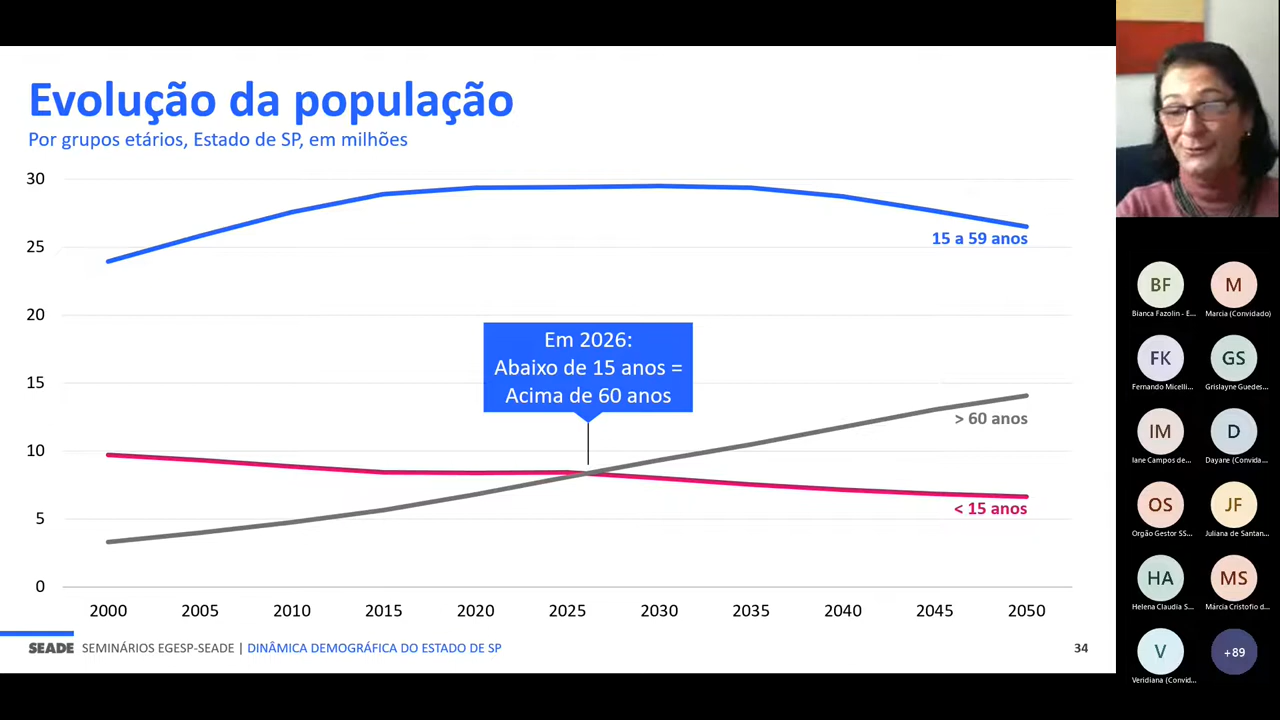 Evolução da população
Por grupos etários, Estado de SP, em milhões
30
25
20
15
10
5
0
15 a 59 anos
Em 2026:
Abaixo de 15 anos =
Acima de 60 anos
> 60 anos
< 15 anos
2000 2005 2010 2015 2020 2025 2030 2035 2040 2045 2050
SEADE SEMINÁRIOS EGESP-SEADE | DINÂMICA DEMOGRÁFICA DO ESTADO DE SP 34
BF M
Bianca Fazolin - E... Marcia (Convidado)
FK GS
Fernando Micelli... Grislayne Guedes...
IM D
Iane Campos de... Dayane (Convida...
OS JF
Orgão Gestor SS... Juliana de Santan...
HA MS
Helena Claudia S... Márcia Cristofio d...
V +89
Veridiana (Convid...